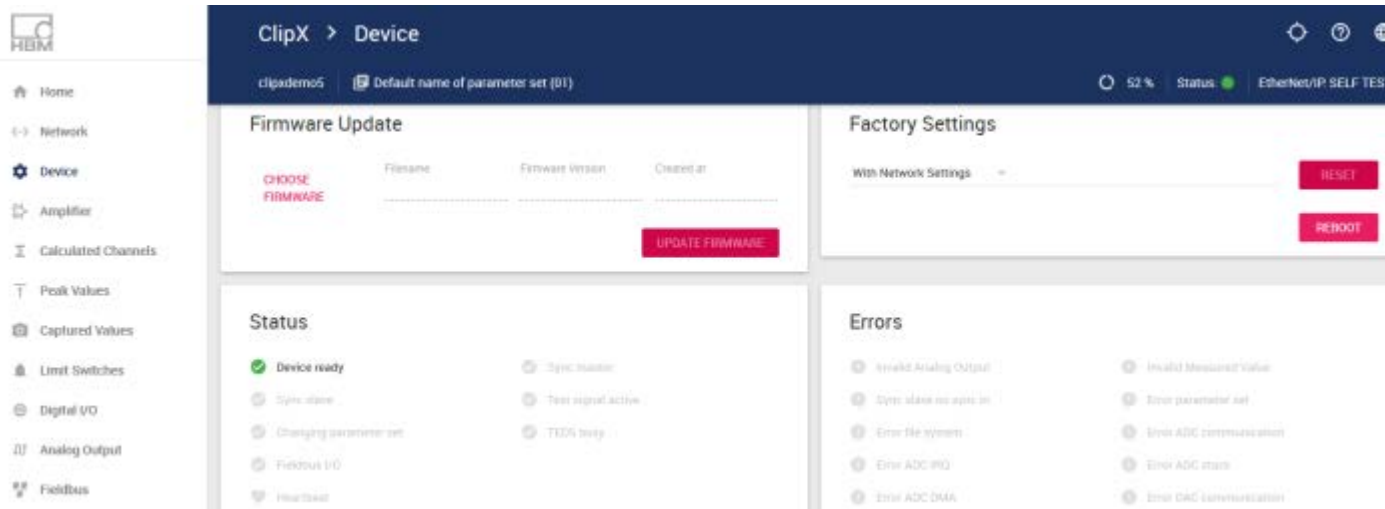 HBM
ClipX > Device
clipxdemo5
Default name of parameter set (01)
52 %
Status:
EtherNet/IP: SELF TES
Home
Network
Device
Amplifier
Calculated Channels
Peak Values
Captured Values
Limit Switches
Digital I/O
Analog Output
Fieldbus
Firmware Update
CHOOSE
FIRMWARE
Filename
Firmware Version
Created at
UPDATE FIRMWARE
Factory Settings
With Network Settings
RESET
REBOOT
Status
Device ready
Sync master
Sync slave
Test signal active
Changing parameter set
TEDS busy
Fieldbus I/O
Heartbeat
Errors
Invalid Analog Output
Invalid Measured Value
Sync slave no sync in
Error parameter set
Error file system
Error ADC communication
Error ADC IRQ
Error ADC
Error ADC DMA
Error DAC communication